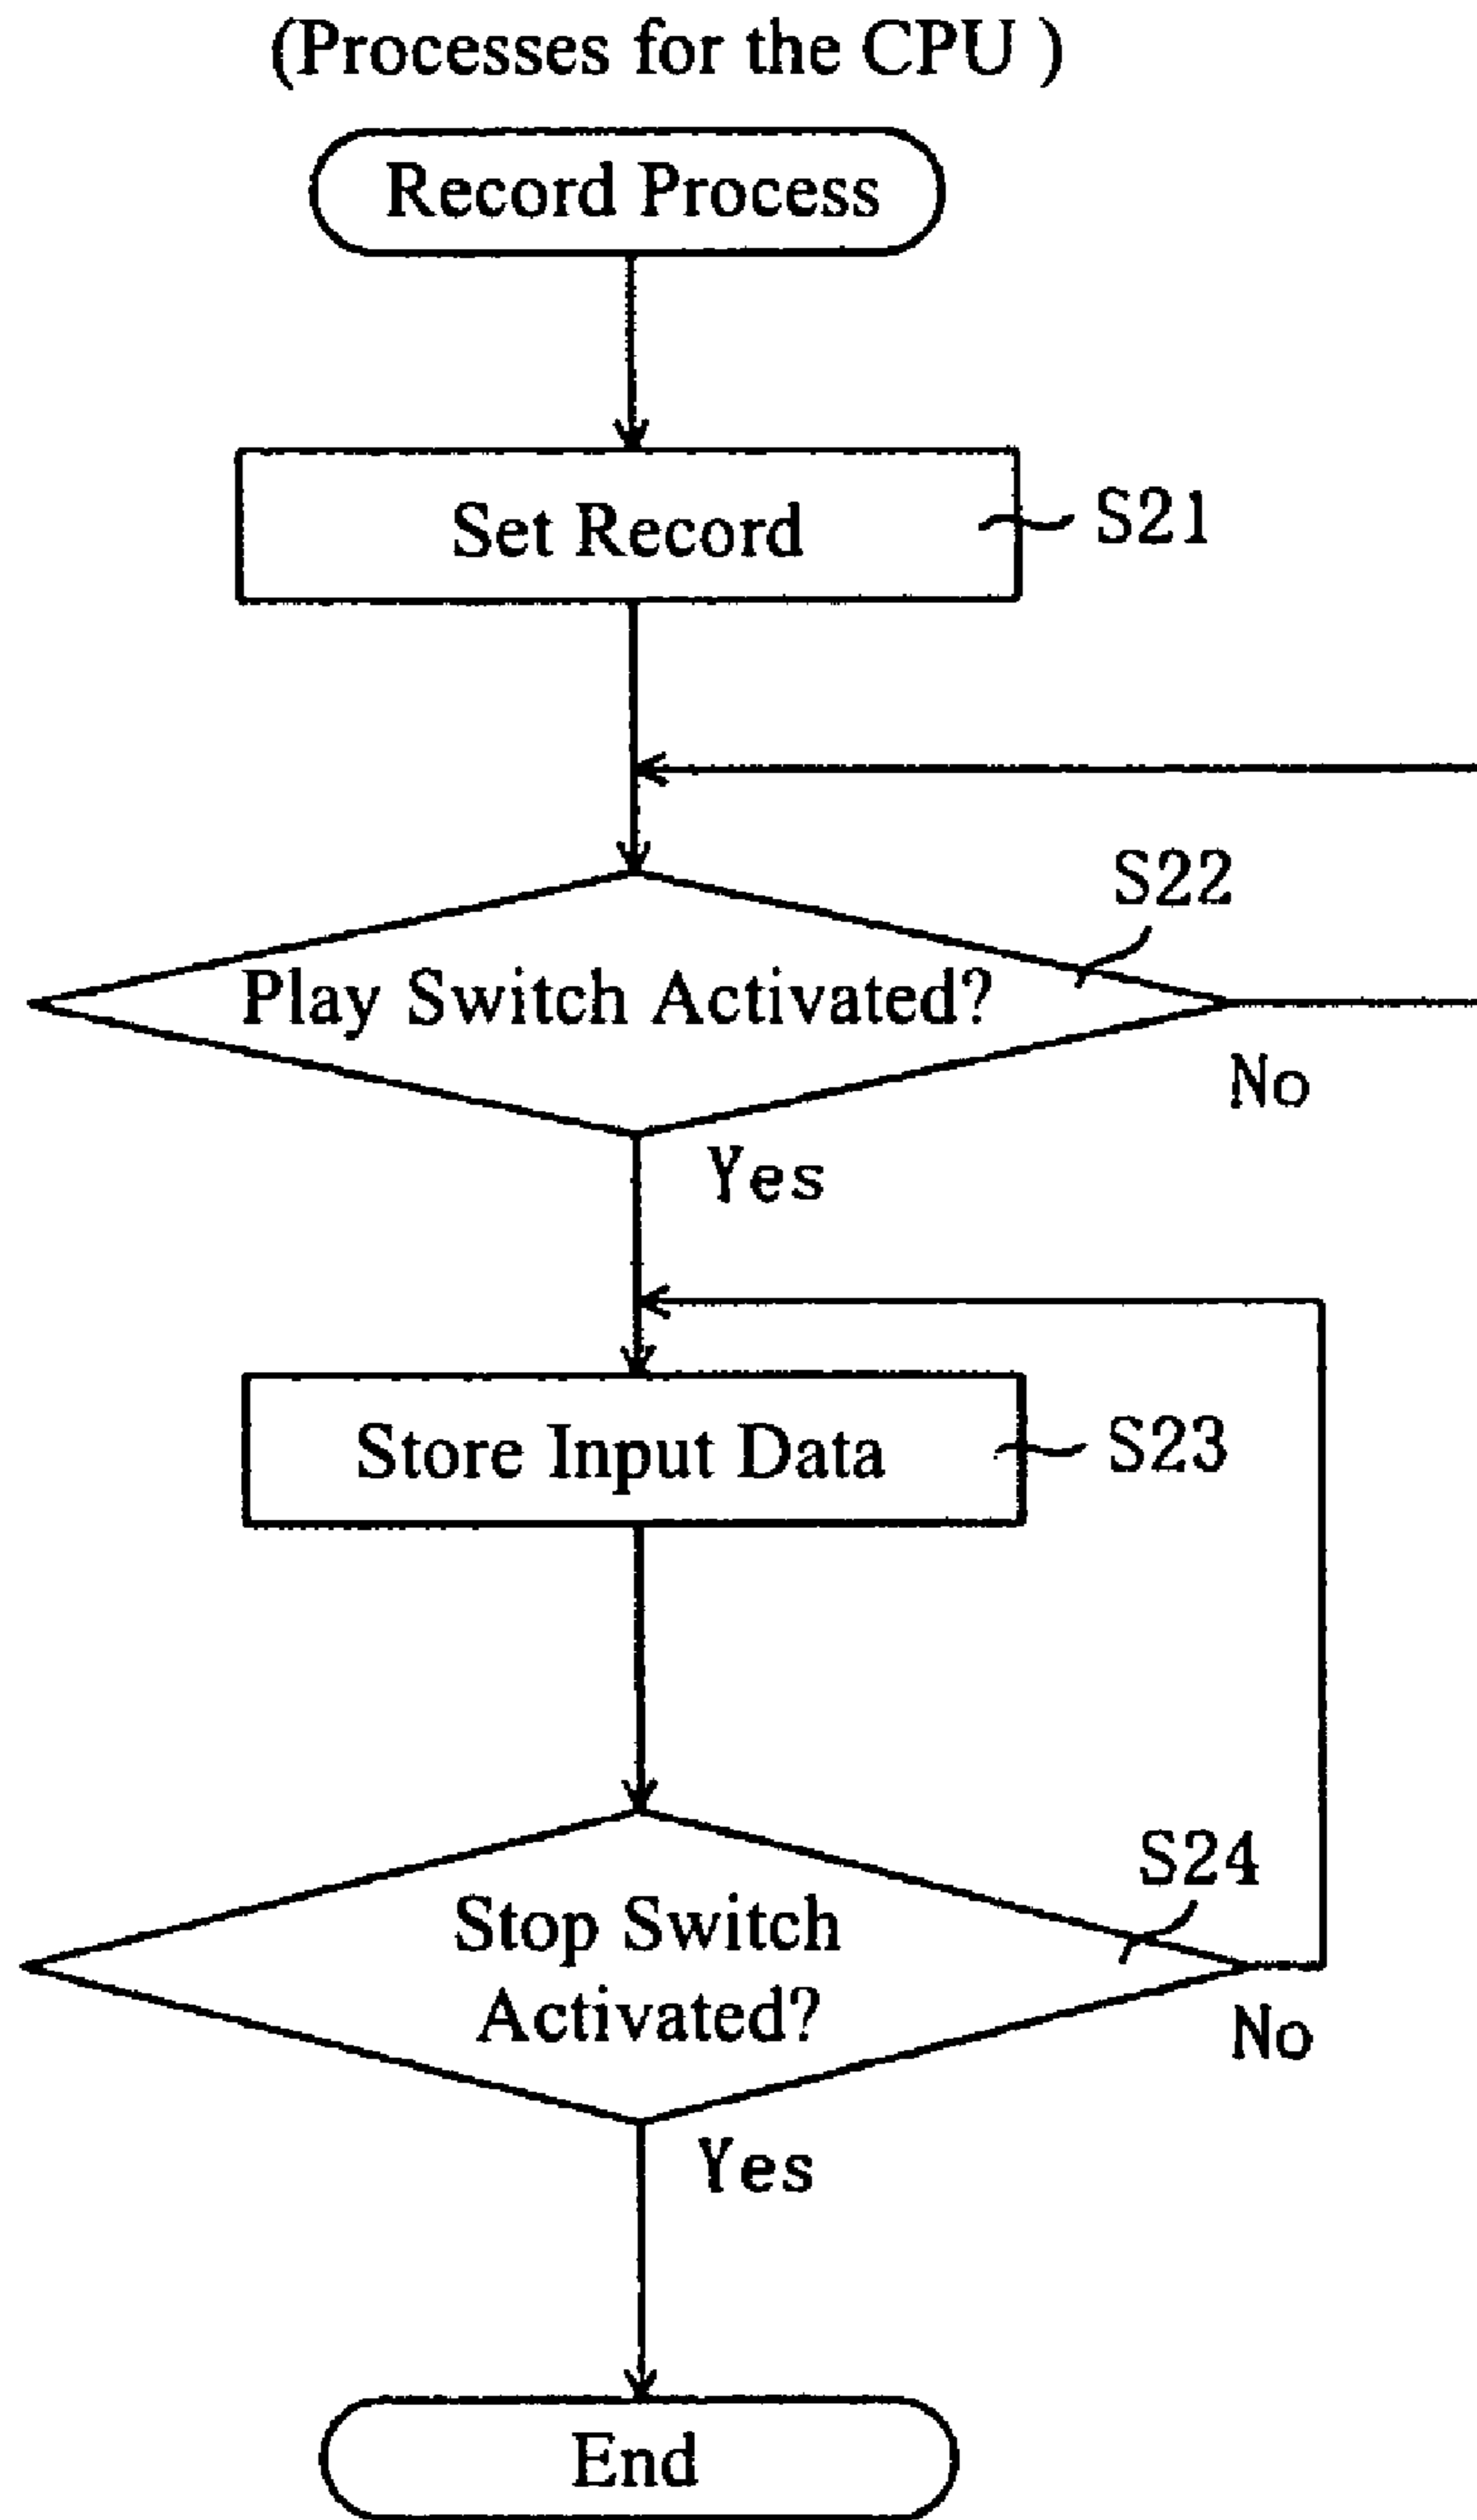 (Processes for the CPU )
Record Process
Set Record
S21
S22
Play Switch Activated?
No
Yes
Store Input Data
S23
S24
Stop Switch
Activated?
No
Yes
End